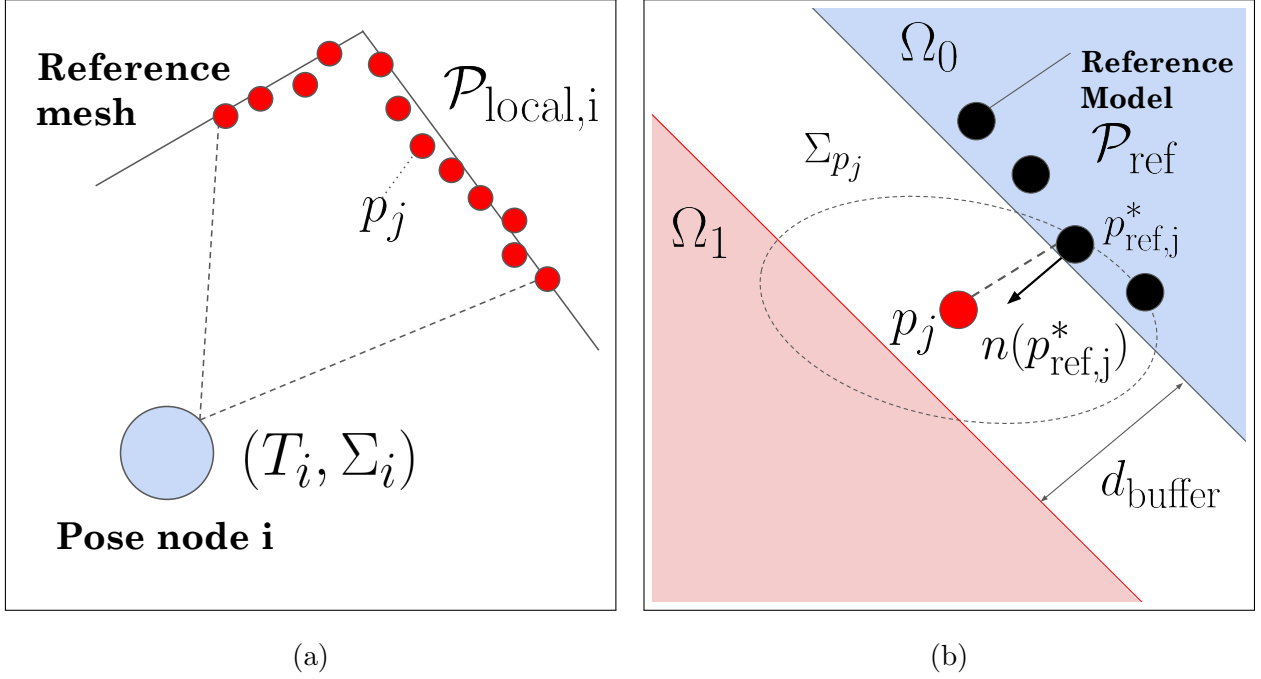 Reference
mesh
𝒫_local,i
p_j
(T_i, Σ_i)
Pose node i
(a)
Ω_0
Reference
Model
𝒫_ref
Σ_{p_j}
p*_ref,j
Ω_1
p_j
n(p*_ref,j)
d_buffer
(b)